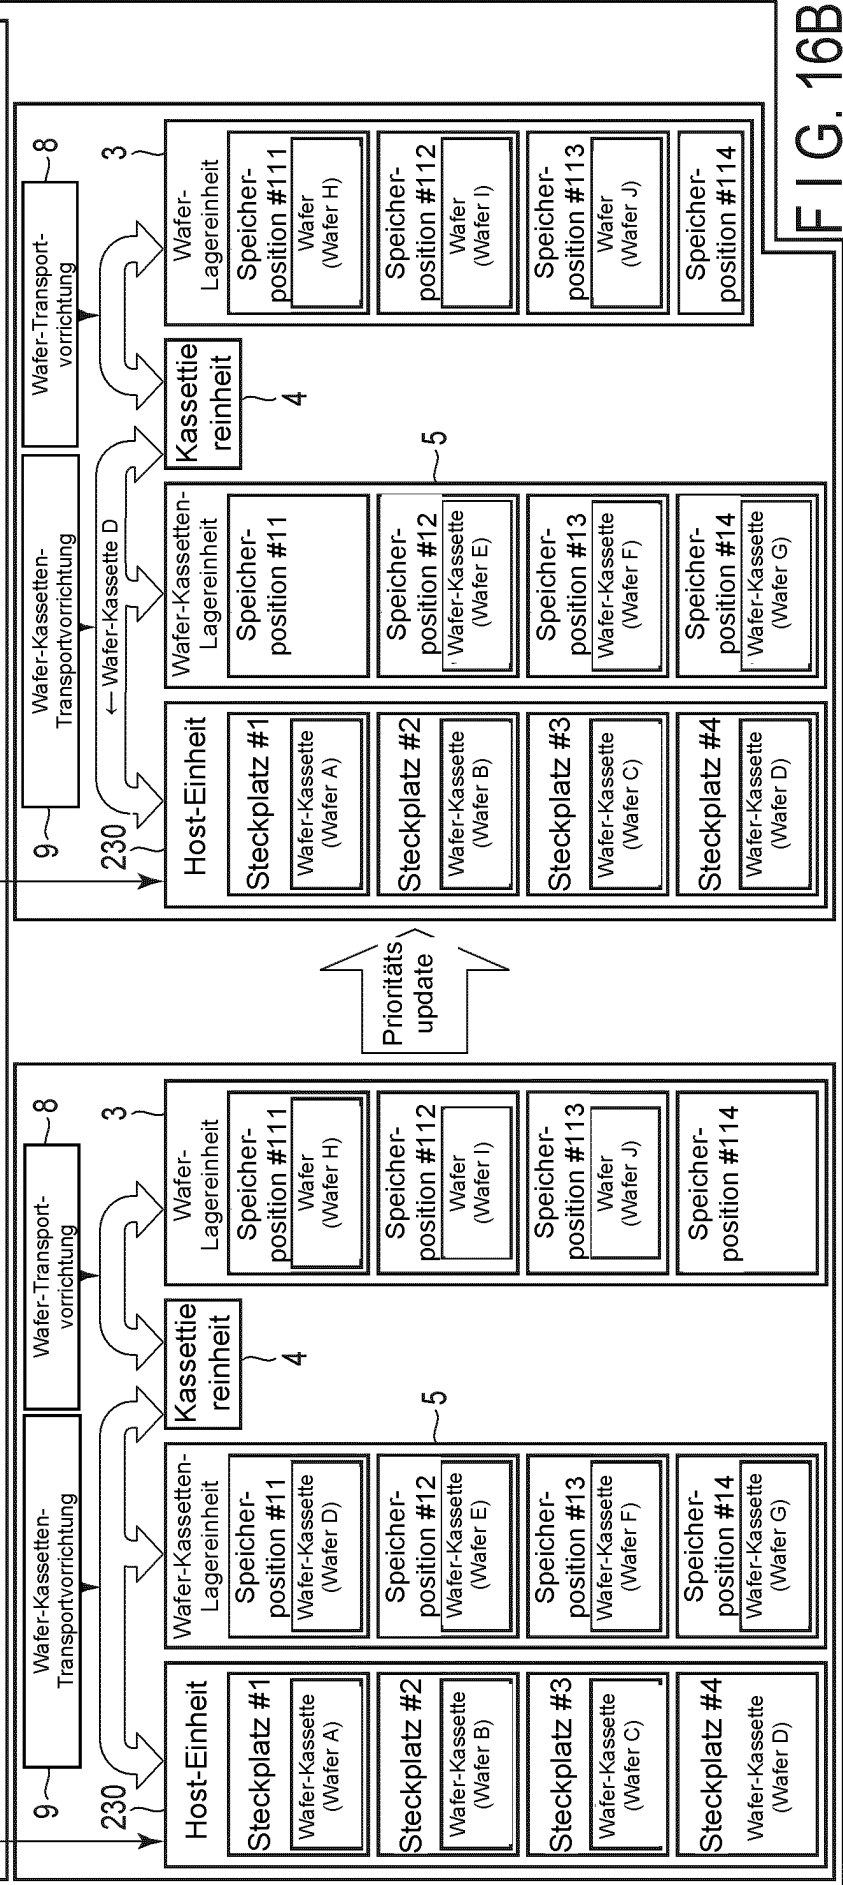 9
Wafer-Kassetten-
Transportvorrichtung
Wafer-Transport-
vorrichtung
8
230
Host-Einheit
Steckplatz #1
Wafer-Kassette
(Wafer A)
Steckplatz #2
Wafer-Kassette
(Wafer B)
Steckplatz #3
Wafer-Kassette
(Wafer C)
Steckplatz #4
Wafer-Kassette
(Wafer D)
Wafer-Kassetten-
Lagereinheit
5
Speicher-
position #11
Wafer-Kassette
(Wafer D)
Speicher-
position #12
Wafer-Kassette
(Wafer E)
Speicher-
position #13
Wafer-Kassette
(Wafer F)
Speicher-
position #14
Wafer-Kassette
(Wafer G)
Kassettie
reinheit
4
3
Wafer-
Lagereinheit
Speicher-
position #111
Wafer
(Wafer H)
Speicher-
position #112
Wafer
(Wafer I)
Speicher-
position #113
Wafer
(Wafer J)
Speicher-
position #114
Prioritäts
update
9
Wafer-Kassetten-
Transportvorrichtung
Wafer-Transport-
vorrichtung
8
← Wafer-Kassette D
230
Host-Einheit
Steckplatz #1
Wafer-Kassette
(Wafer A)
Steckplatz #2
Wafer-Kassette
(Wafer B)
Steckplatz #3
Wafer-Kassette
(Wafer C)
Steckplatz #4
Wafer-Kassette
(Wafer D)
Wafer-Kassetten-
Lagereinheit
5
Speicher-
position #11
Speicher-
position #12
Wafer-Kassette
(Wafer E)
Speicher-
position #13
Wafer-Kassette
(Wafer F)
Speicher-
position #14
Wafer-Kassette
(Wafer G)
Kassettie
reinheit
4
3
Wafer-
Lagereinheit
Speicher-
position #111
Wafer
(Wafer H)
Speicher-
position #112
Wafer
(Wafer I)
Speicher-
position #113
Wafer
(Wafer J)
Speicher-
position #114
FIG. 16B